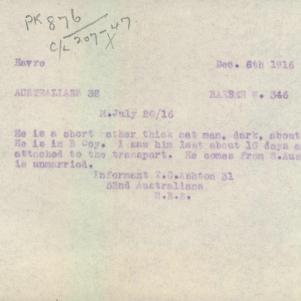 PK 876
C/L 207-47
Havre Dec. 6th 1916
AUSTRALIANS 32 W. 346
M.July 20/16
He is a short rather thick set man, dark, about
He is in B Coy. I saw him last about 10 days a
attached to the transport. He comes from S.Aus
is unmarried.
Informant E.G.Ashton 31
32nd Australians